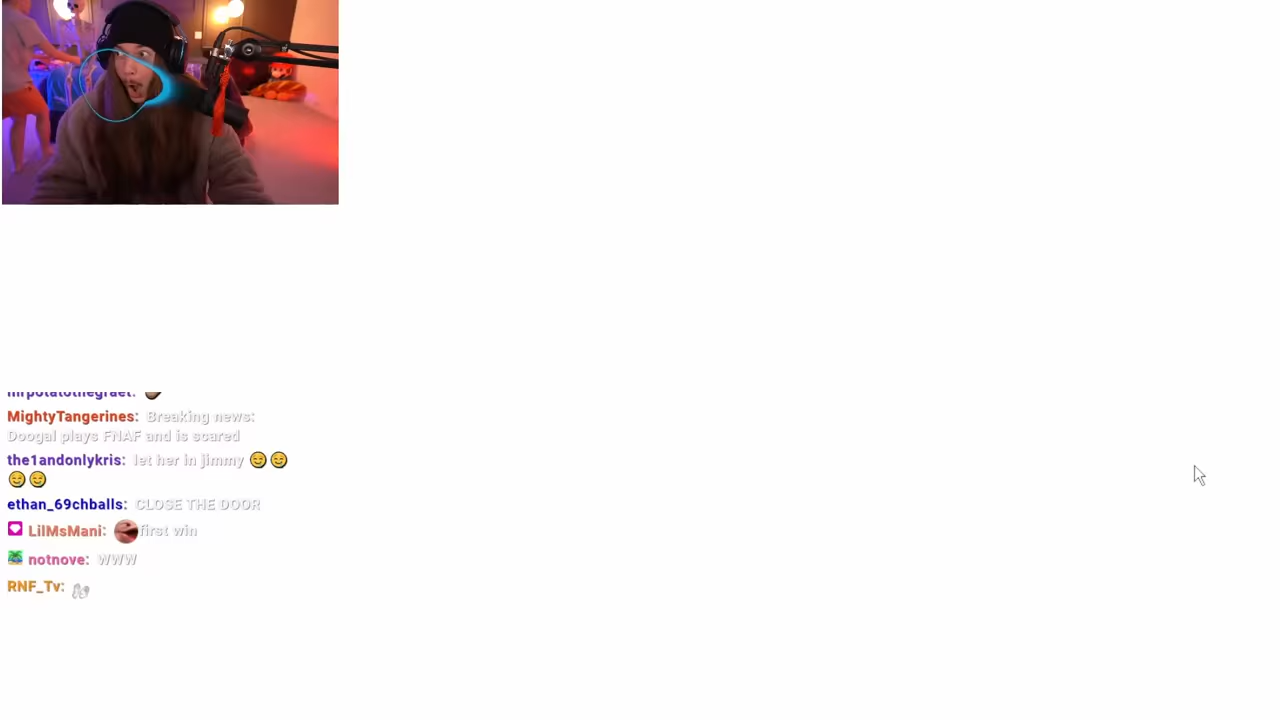 MightyTangerines: Breaking news:
Doogal plays FNAF and is scared
the1andonlykris: let her in jimmy
ethan_69chballs: CLOSE THE DOOR
LilMsMani: first win
notnove: WWW
RNF_Tv: